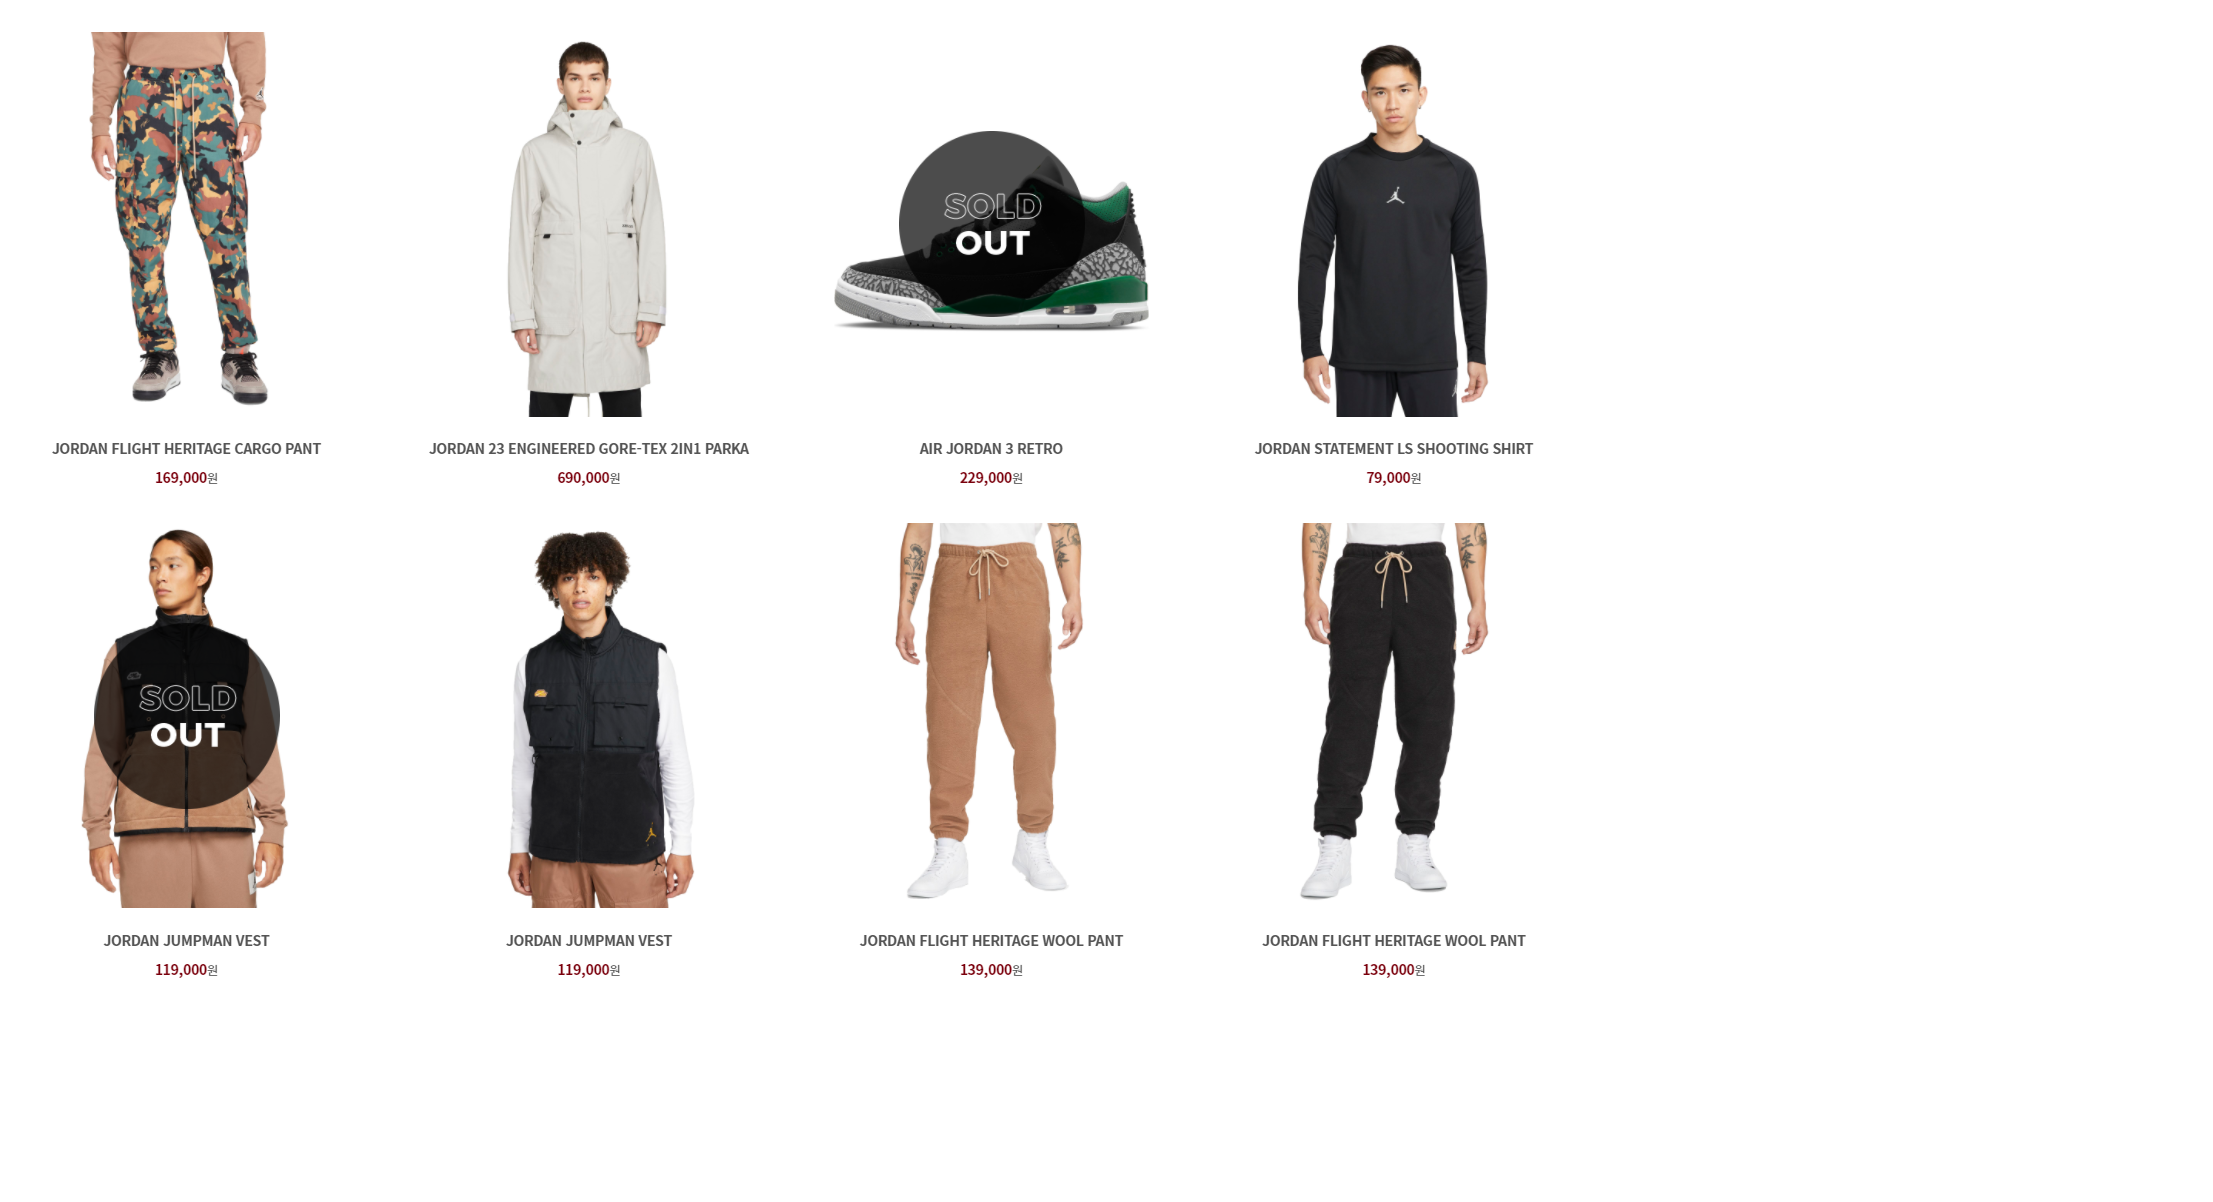 SOLD
OUT
JORDAN FLIGHT HERITAGE CARGO PANT
169,000원
JORDAN 23 ENGINEERED GORE-TEX 2IN1 PARKA
690,000원
AIR JORDAN 3 RETRO
229,000원
JORDAN STATEMENT LS SHOOTING SHIRT
79,000원
SOLD
OUT
JORDAN JUMPMAN VEST
119,000원
JORDAN JUMPMAN VEST
119,000원
JORDAN FLIGHT HERITAGE WOOL PANT
139,000원
JORDAN FLIGHT HERITAGE WOOL PANT
139,000원